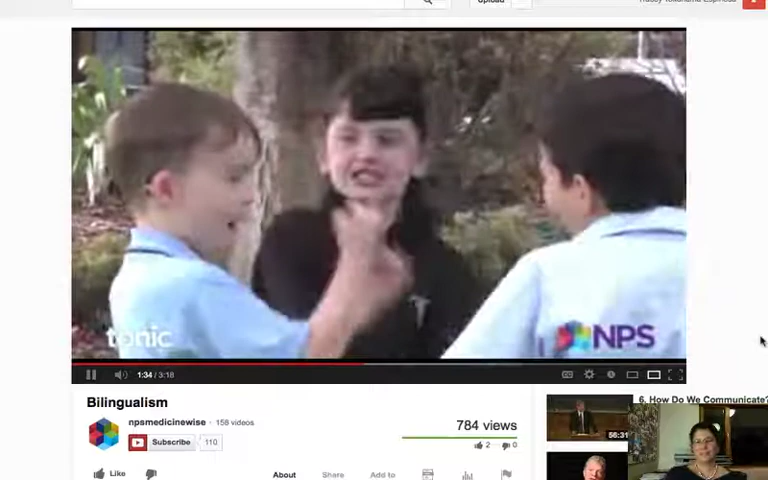 Upload
tonic
NPS
1:34 / 3:18
Bilingualism
npsmedicinewise · 158 videos
Subscribe 110
784 views
2 0
Like
About Share Add to
6. How Do We Communicate?
56:31